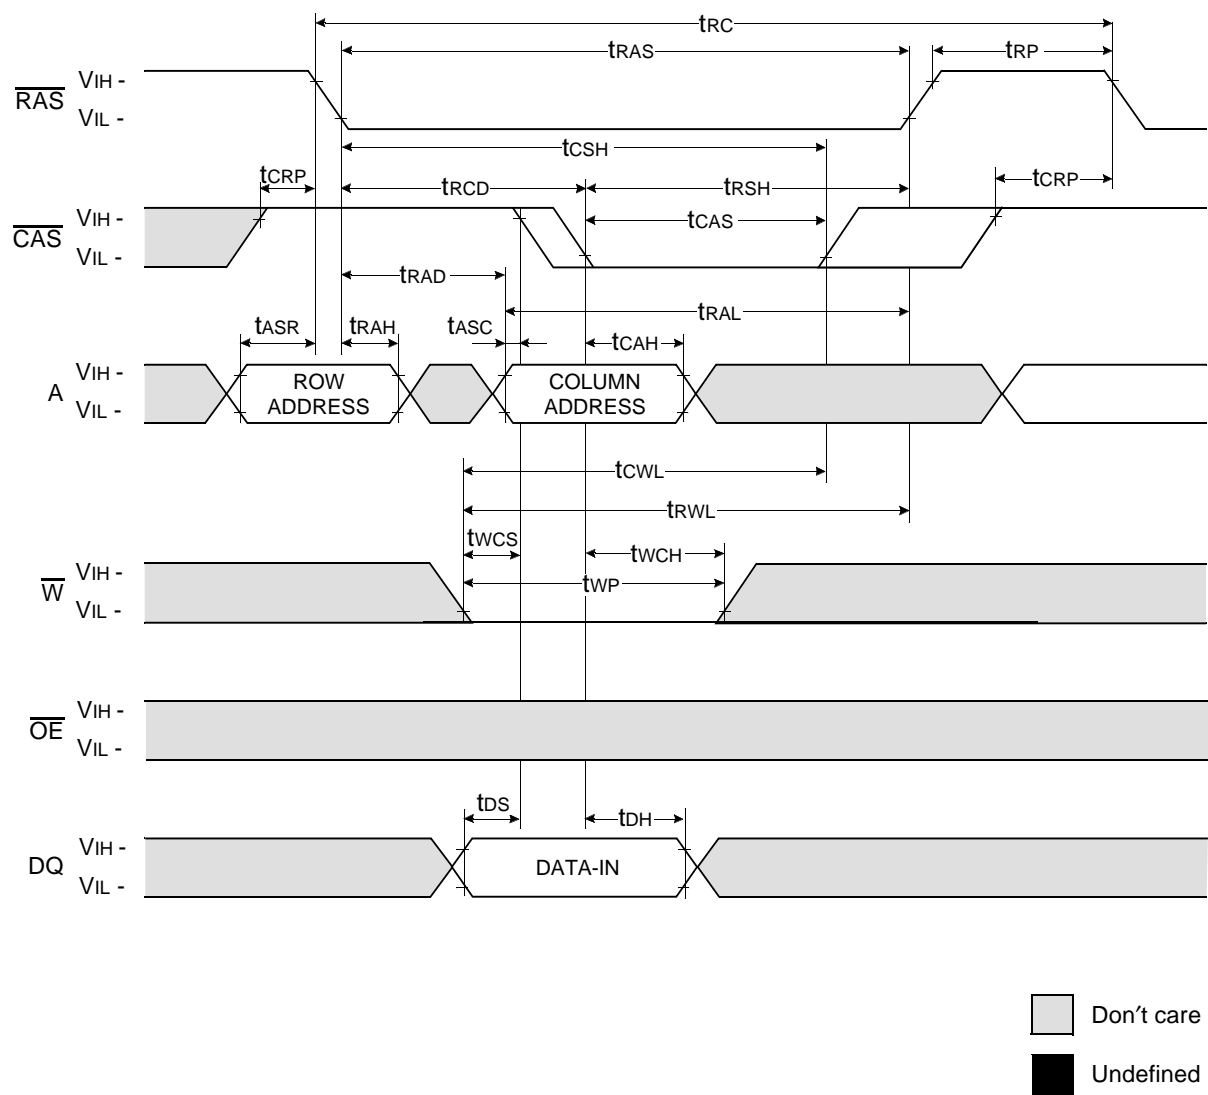 tRC
tRAS
tRP
RAS
VIH -
VIL -
tCSH
tCRP
tRCD
tRSH
tCRP
CAS
VIH -
VIL -
tCAS
tRAD
tRAL
tASR
tRAH
tASC
tCAH
A
VIH -
VIL -
ROW
ADDRESS
COLUMN
ADDRESS
tCWL
tRWL
tWCS
tWCH
W
VIH -
VIL -
tWP
OE
VIH -
VIL -
tDS
tDH
DQ
VIH -
VIL -
DATA-IN
Don′t care
Undefined